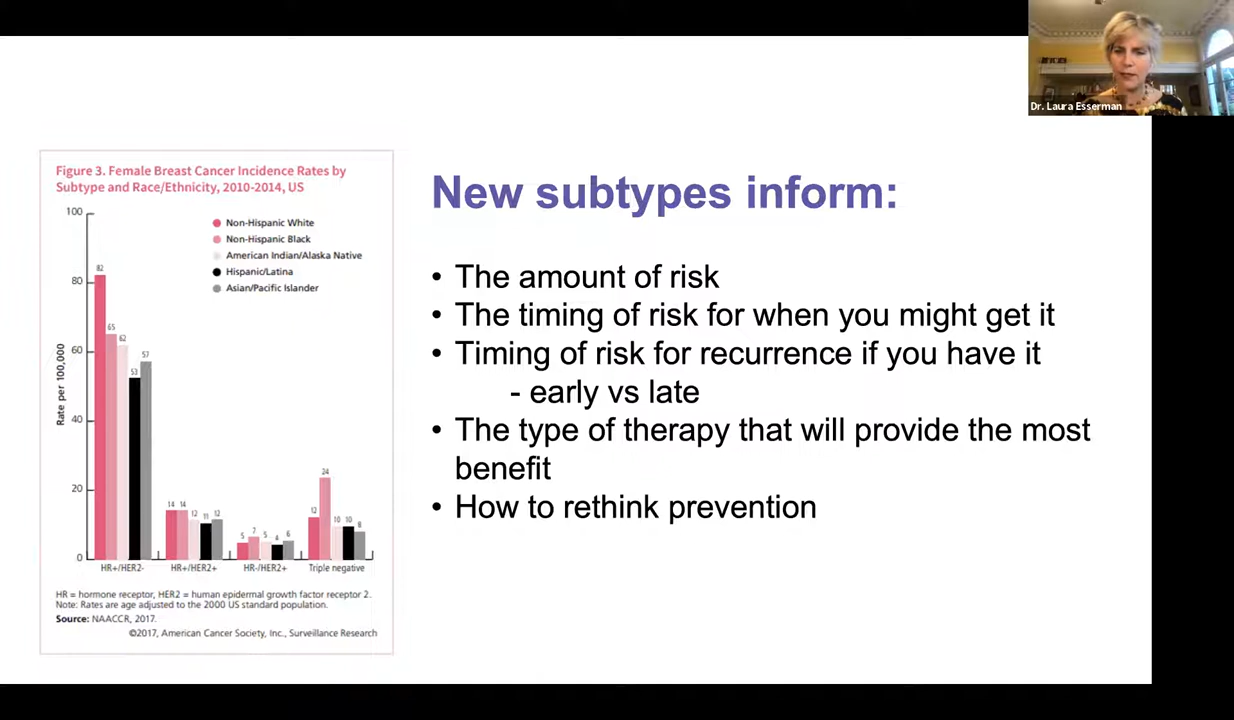 Dr. Laura Esserman
Figure 3. Female Breast Cancer Incidence Rates by
Subtype and Race/Ethnicity, 2010-2014, US
100
80
60
40
20
0
Rate per 100,000
Non-Hispanic White
Non-Hispanic Black
American Indian/Alaska Native
Hispanic/Latina
Asian/Pacific Islander
82
65
62
53
57
14
14
12
11
12
5
7
5
4
6
12
24
10
10
8
HR+/HER2-
HR+/HER2+
HR-/HER2+
Triple negative
HR = hormone receptor, HER2 = human epidermal growth factor receptor 2.
Note: Rates are age adjusted to the 2000 US standard population.
Source: NAACCR, 2017.
©2017, American Cancer Society, Inc., Surveillance Research
New subtypes inform:
• The amount of risk
• The timing of risk for when you might get it
• Timing of risk for recurrence if you have it
- early vs late
• The type of therapy that will provide the most
benefit
• How to rethink prevention